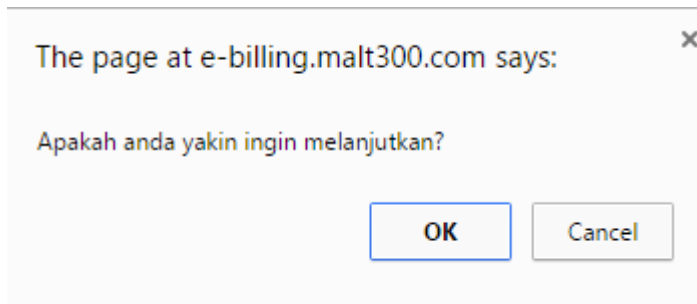 The page at e-billing.malt300.com says:
Apakah anda yakin ingin melanjutkan?
OK Cancel